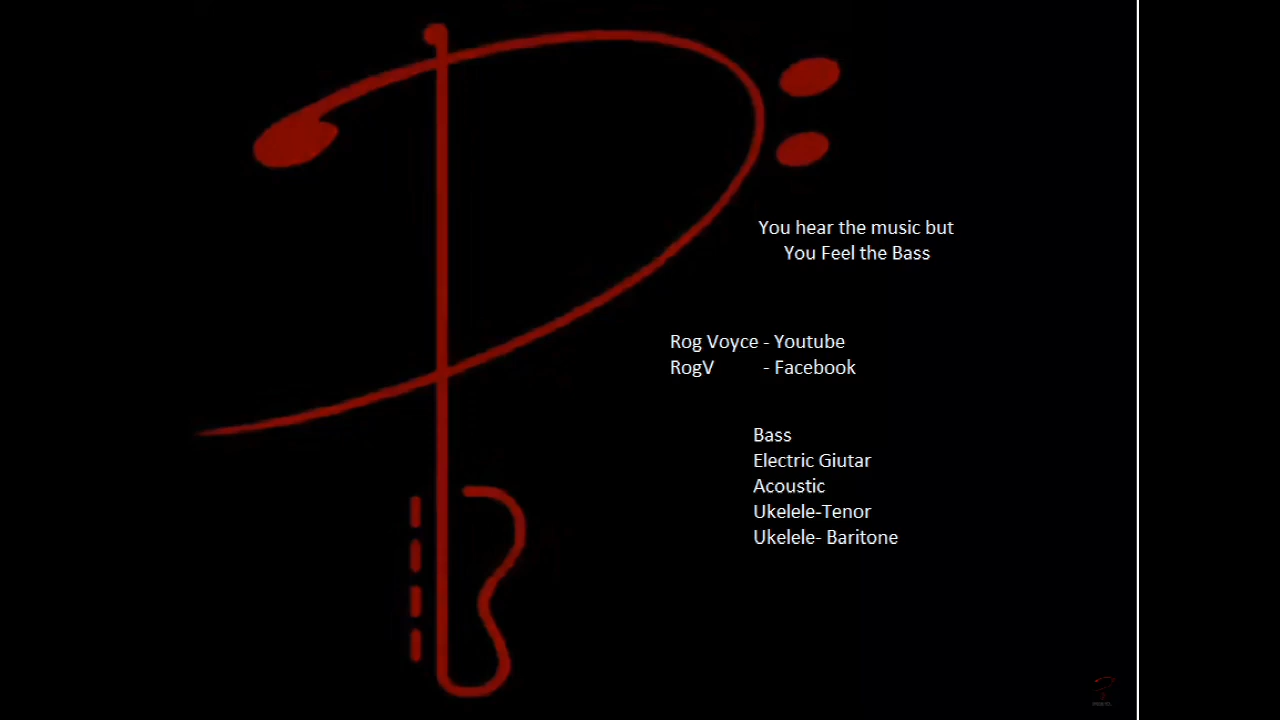 You hear the music but
You Feel the Bass
Rog Voyce - Youtube
RogV - Facebook
Bass
Electric Giutar
Acoustic
Ukelele-Tenor
Ukelele- Baritone